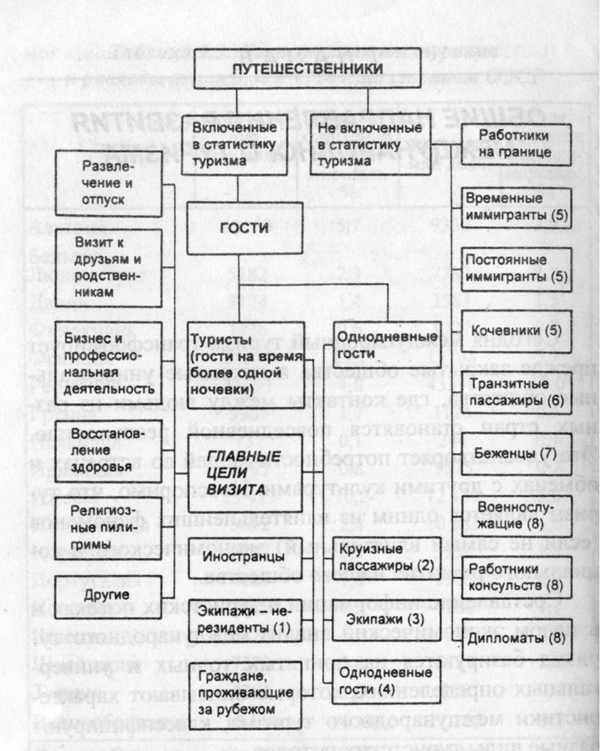 ПУТЕШЕСТВЕННИКИ
Включенные
в статистику
туризма
Не включенные
в статистику
туризма
Работники
на границе
Развле-
чение и
отпуск
ГОСТИ
Временные
иммигранты (5)
Визит к
друзьям и
родствен-
никам
Постоянные
иммигранты (5)
Бизнес и
профессио-
нальная
деятельность
Туристы
(гости на время
более одной
ночевки)
Однодневные
гости
Кочевники (5)
Транзитные
пассажиры (6)
Восстанов-
ление
здоровья
ГЛАВНЫЕ
ЦЕЛИ
ВИЗИТА
Беженцы (7)
Религиоз-
ные пили-
гримы
Военнослу-
жащие (8)
Другие
Иностранцы
Круизные
пассажиры (2)
Работники
консульств (8)
Экипажи - не-
резиденты (1)
Экипажи (3)
Дипломаты (8)
Граждане,
проживающие
за рубежом
Однодневные
гости (4)